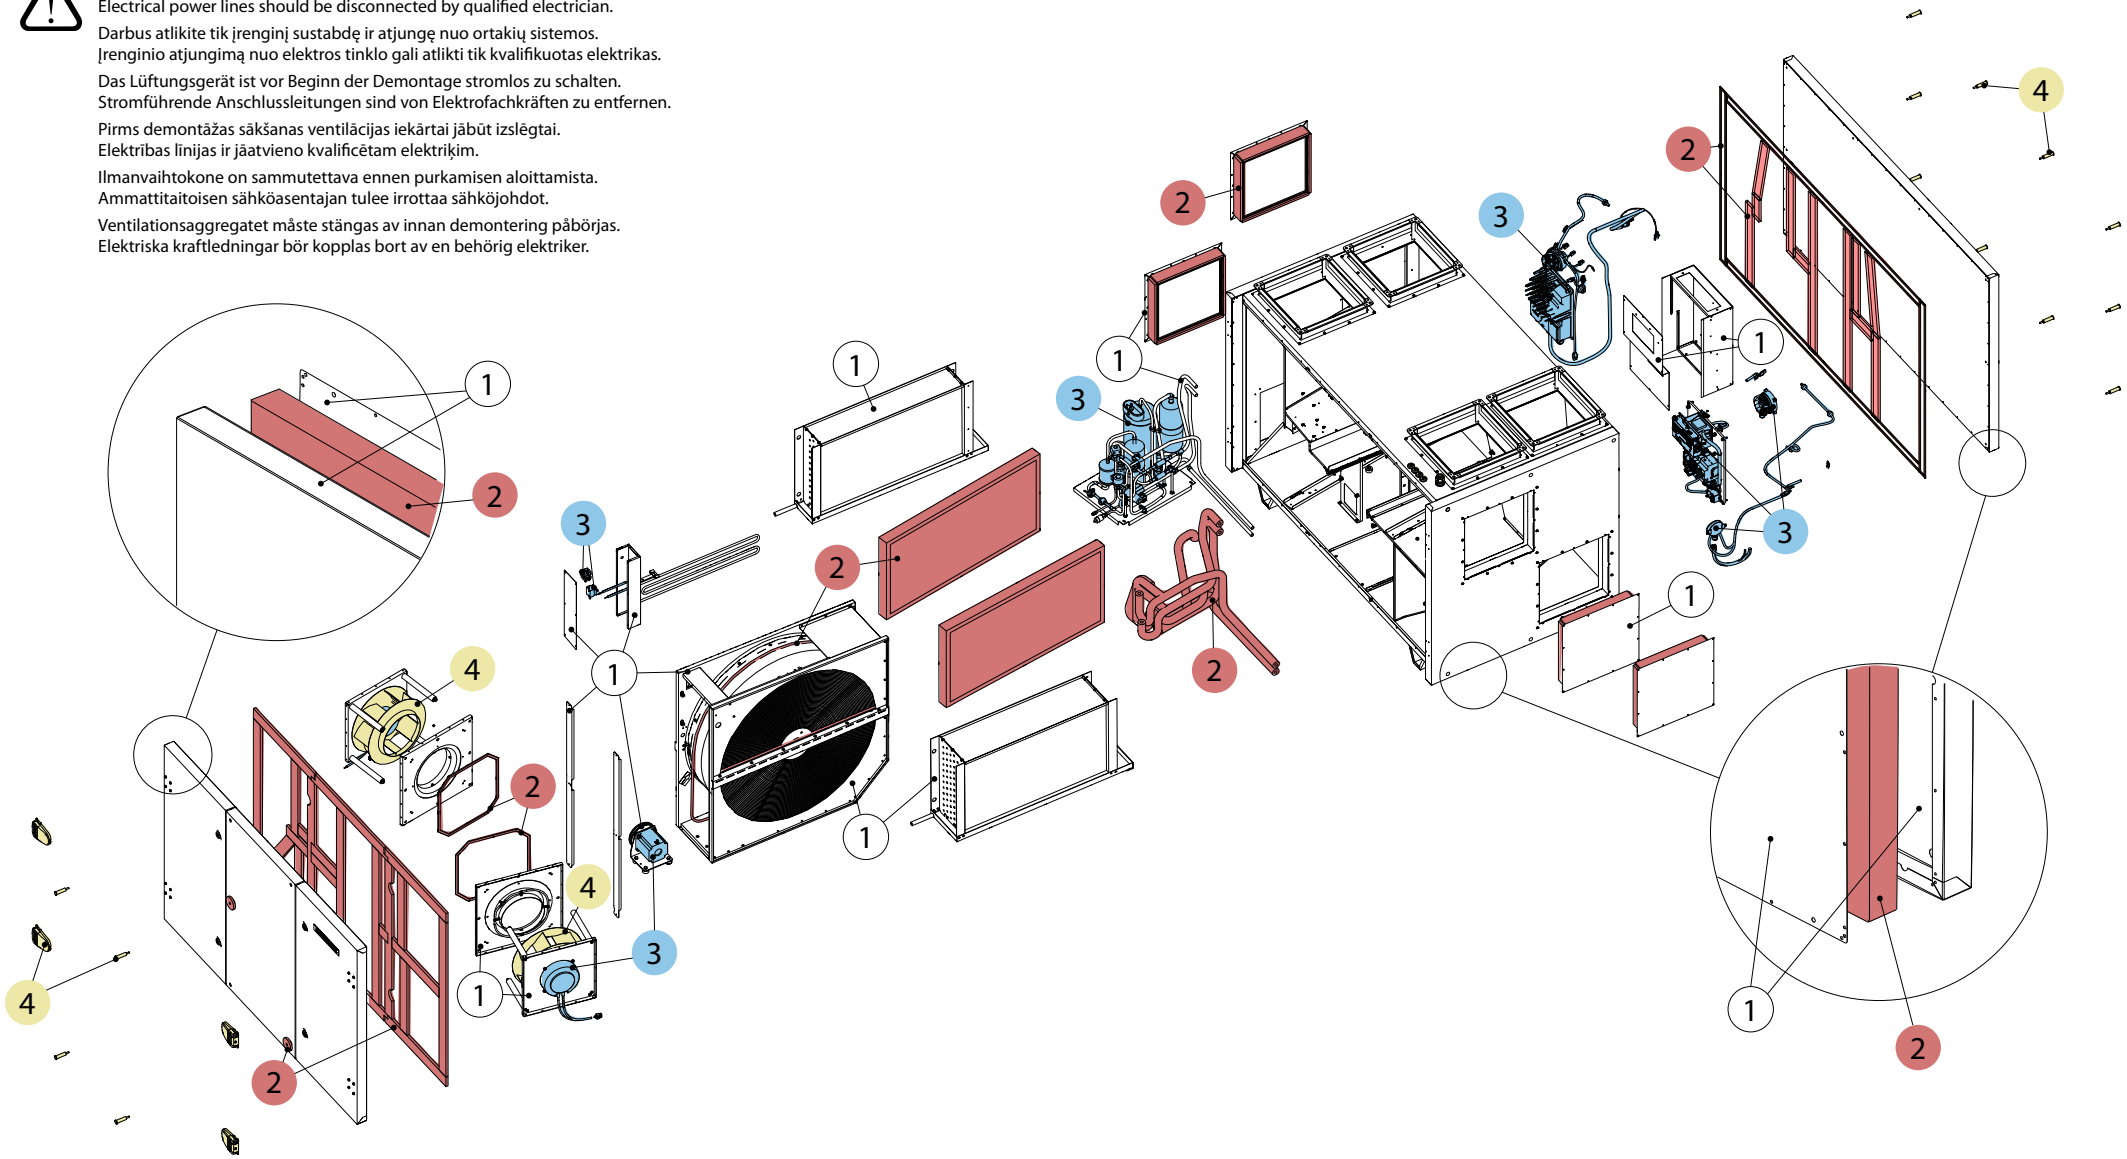 Electrical power lines should be disconnected by qualified electrician.
Darbus atlikite tik įrenginį sustabdę ir atjungę nuo ortakių sistemos.
Įrenginio atjungimą nuo elektros tinklo gali atlikti tik kvalifikuotas elektrikas.
Das Lüftungsgerät ist vor Beginn der Demontage stromlos zu schalten.
Stromführende Anschlussleitungen sind von Elektrofachkräften zu entfernen.
Pirms demontāžas sākšanas ventilācijas iekārtai jābūt izslēgtai.
Elektrības līnijas ir jāatvieno kvalificētam elektriķim.
Ilmanvaihtokone on sammutettava ennen purkamisen aloittamista.
Ammattitaitoisen sähköasentajan tulee irrottaa sähköjohdot.
Ventilationsaggregatet måste stängas av innan demontering påbörjas.
Elektriska kraftledningar bör kopplas bort av en behörig elektriker.
4
2
2
3
1
1
1
3
1
2
3
2
3
1
1
2
4
2
1
4
3
1
4
2
1
2